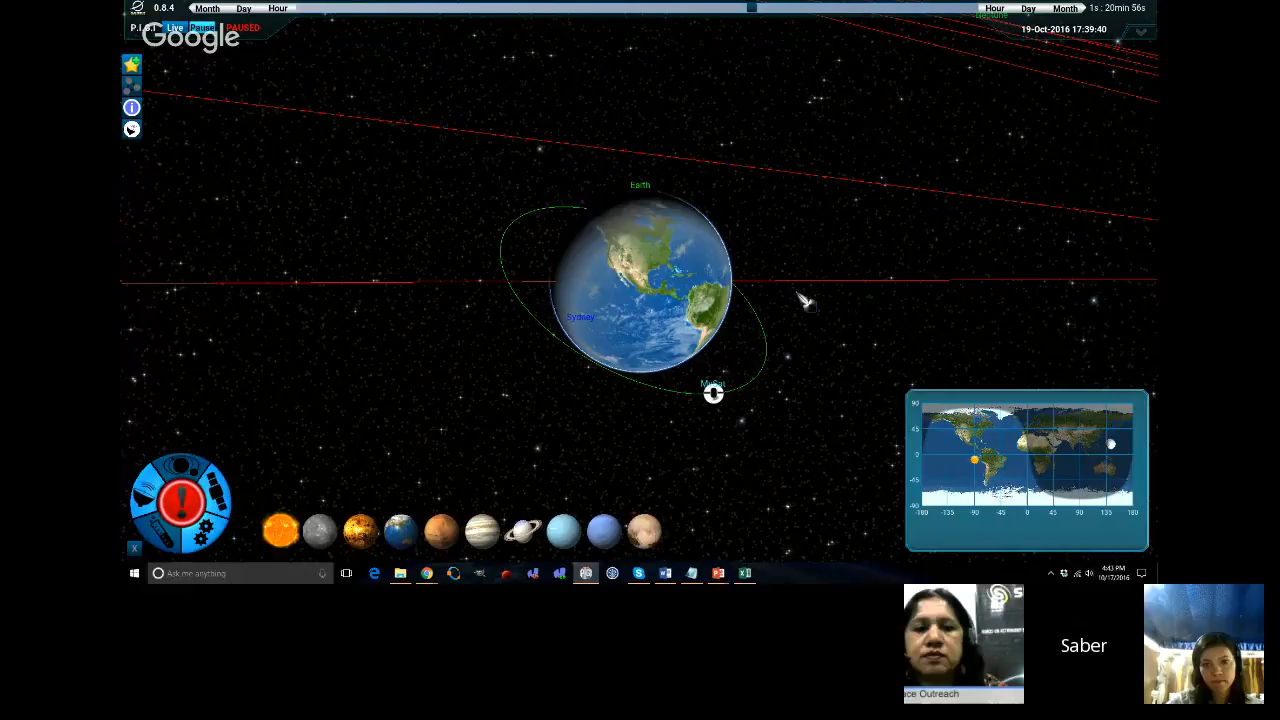 0.8.4
Month Day Hour
Hour Day Month
1s : 20min 56s
P.I.S.I Live Pause PAUSED
Google
Neptune
19-Oct-2016 17:39:40
i
Earth
Sydney
MySat
90
45
0
-45
-90
-180 -135 -90 -45 0 45 90 135 180
X
Ask me anything
4:43 PM
10/17/2016
Saber
ace Outreach